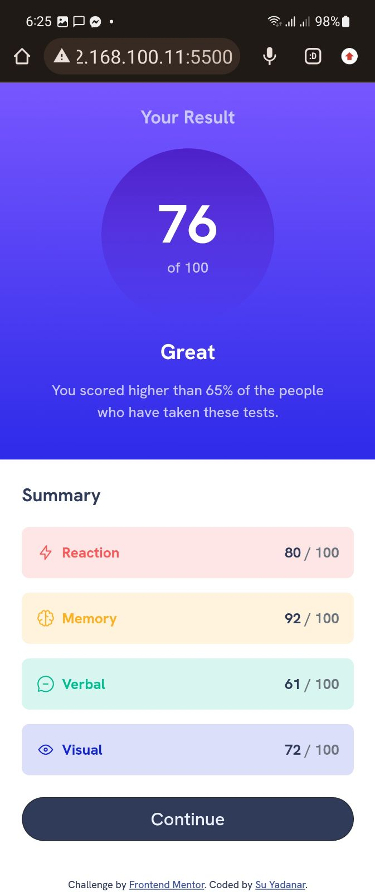 6:25
98%
2.168.100.11:5500
:D
Your Result
76
of 100
Great
You scored higher than 65% of the people
who have taken these tests.
Summary
Reaction 80 / 100
Memory 92 / 100
Verbal 61 / 100
Visual 72 / 100
Continue
Challenge by Frontend Mentor. Coded by Su Yadanar.